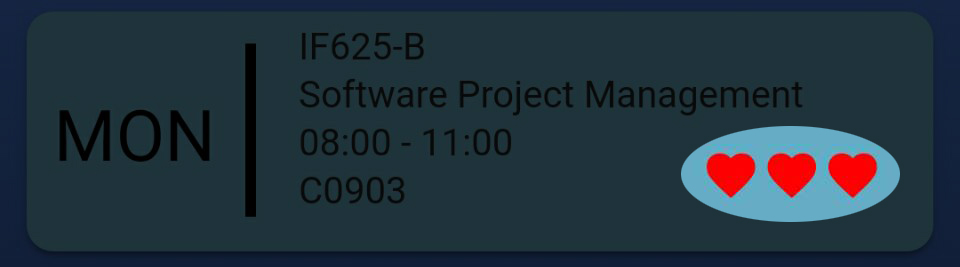 MON
IF625-B
Software Project Management
08:00 - 11:00
C0903